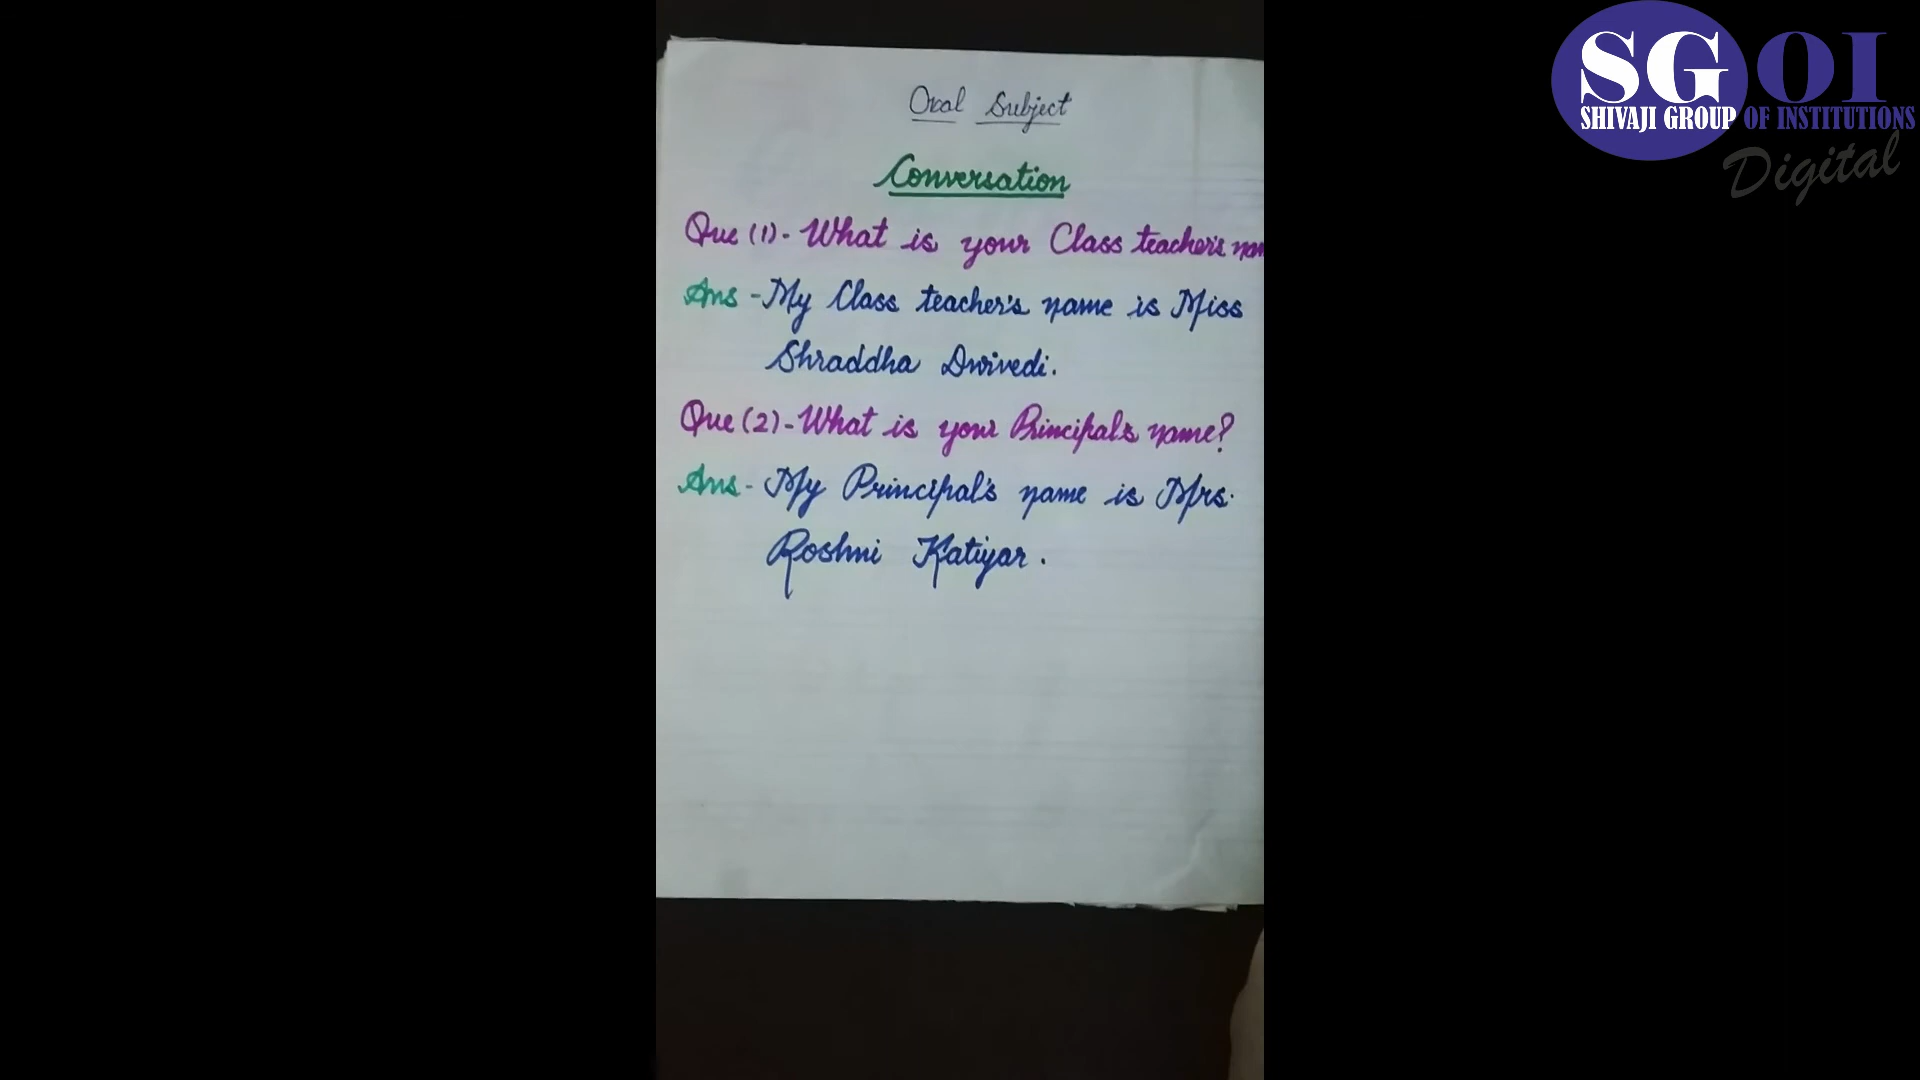 Oral Subject
Conversation
Que (1)- What is your Class teacher's nam
Ans - My Class teacher's name is Miss
Shraddha Dwivedi.
Que (2)- What is your Principal's name?
Ans - My Principal's name is Mrs.
Roshni Katiyar.
SGOI
SHIVAJI GROUP OF INSTITUTIONS
Digital